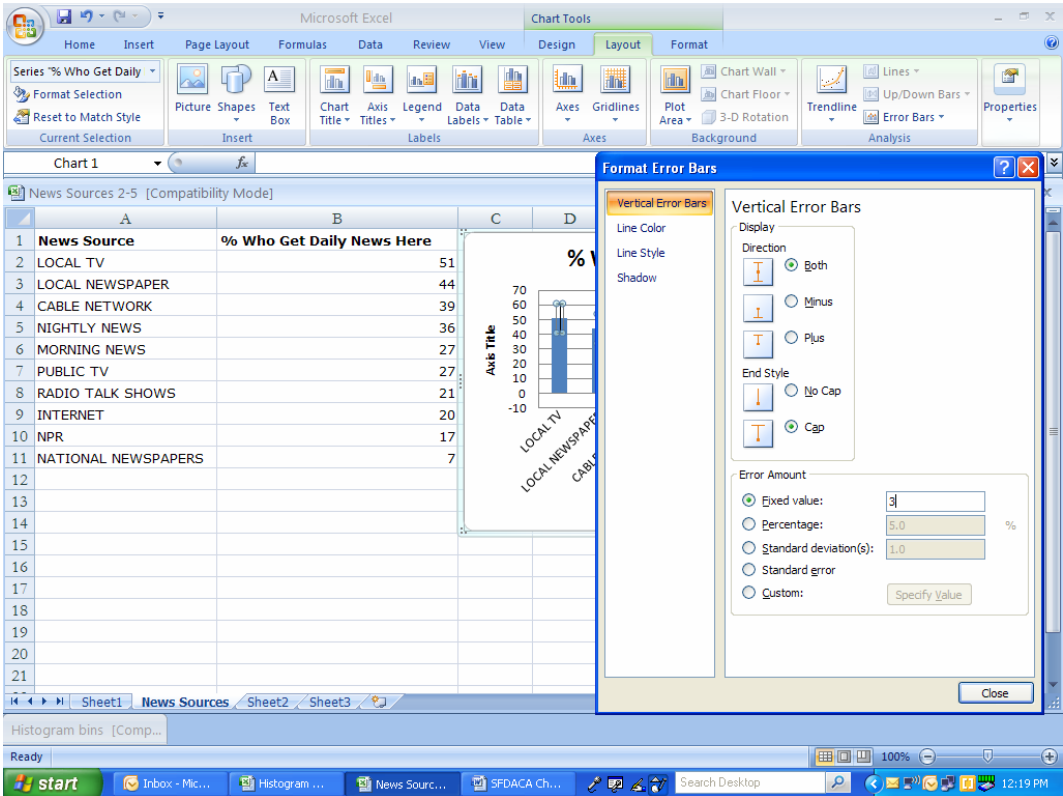 Microsoft Excel
Chart Tools
Home Insert Page Layout Formulas Data Review View Design Layout Format
Series "% Who Get Daily
Format Selection
Reset to Match Style
Current Selection
Picture Shapes Text Box
Insert
Chart Title Axis Titles Legend Data Labels Data Table
Labels
Axes Gridlines
Axes
Plot Area
Chart Wall
Chart Floor
3-D Rotation
Background
Trendline
Lines
Up/Down Bars
Error Bars
Analysis
Properties
Chart 1
fx
News Sources 2-5 [Compatibility Mode]
A B C D
1 News Source % Who Get Daily News Here
2 LOCAL TV 51
3 LOCAL NEWSPAPER 44
4 CABLE NETWORK 39
5 NIGHTLY NEWS 36
6 MORNING NEWS 27
7 PUBLIC TV 27
8 RADIO TALK SHOWS 21
9 INTERNET 20
10 NPR 17
11 NATIONAL NEWSPAPERS 7
12
13
14
15
16
17
18
19
20
21
%
Axis Title
70
60
50
40
30
20
10
0
-10
LOCAL TV
LOCAL NEWSPAPE
CABL
Format Error Bars
Vertical Error Bars
Line Color
Line Style
Shadow
Vertical Error Bars
Display
Direction
Both
Minus
Plus
End Style
No Cap
Cap
Error Amount
Fixed value: 3
Percentage: 5.0 %
Standard deviation(s): 1.0
Standard error
Custom: Specify Value
Close
Sheet1 News Sources Sheet2 Sheet3
Histogram bins [Comp...
Ready
100%
start
Inbox - Mic...
Histogram ...
News Sourc...
SFDACA Ch...
Search Desktop
12:19 PM